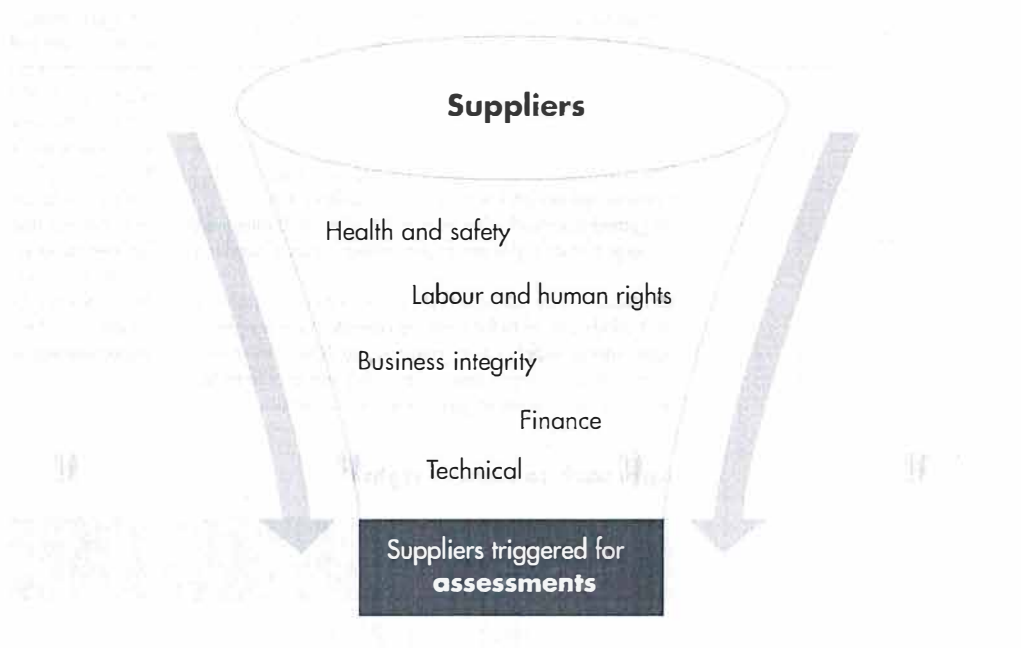 Suppliers
Health and safety
Labour and human rights
Business integrity
Finance
Technical
Suppliers triggered for
assessments